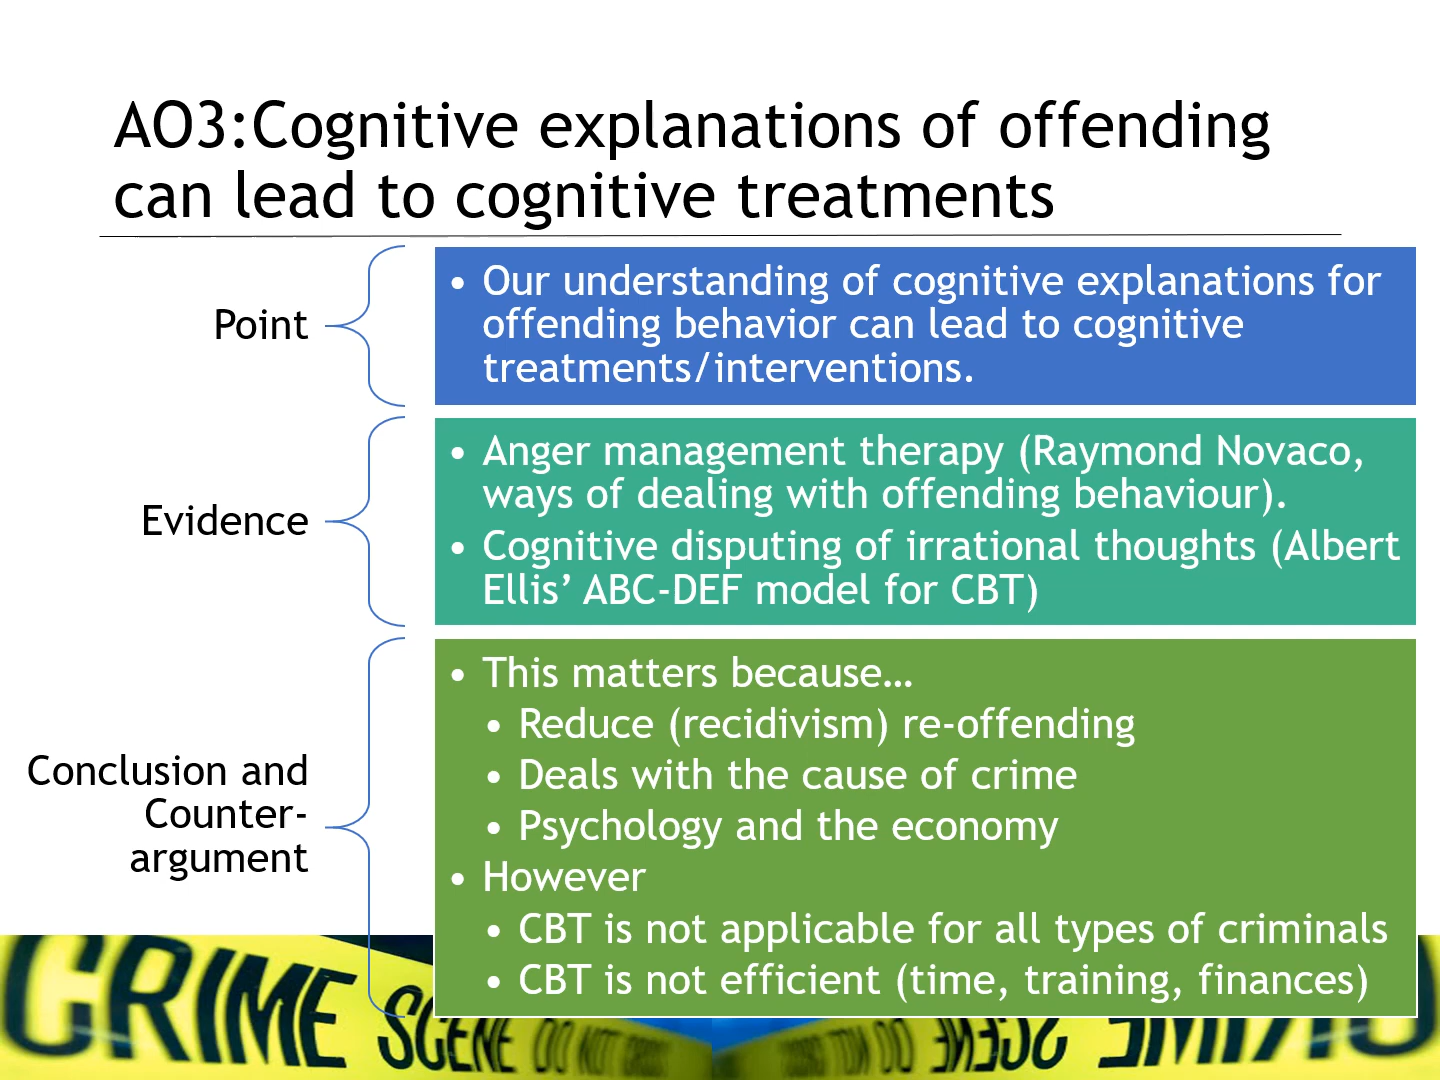 AO3:Cognitive explanations of offending
can lead to cognitive treatments
Point
• Our understanding of cognitive explanations for
offending behavior can lead to cognitive
treatments/interventions.
Evidence
• Anger management therapy (Raymond Novaco,
ways of dealing with offending behaviour).
• Cognitive disputing of irrational thoughts (Albert
Ellis’ ABC-DEF model for CBT)
Conclusion and
Counter-
argument
• This matters because…
• Reduce (recidivism) re-offending
• Deals with the cause of crime
• Psychology and the economy
• However
• CBT is not applicable for all types of criminals
• CBT is not efficient (time, training, finances)
CRIME SCENE DO NOT